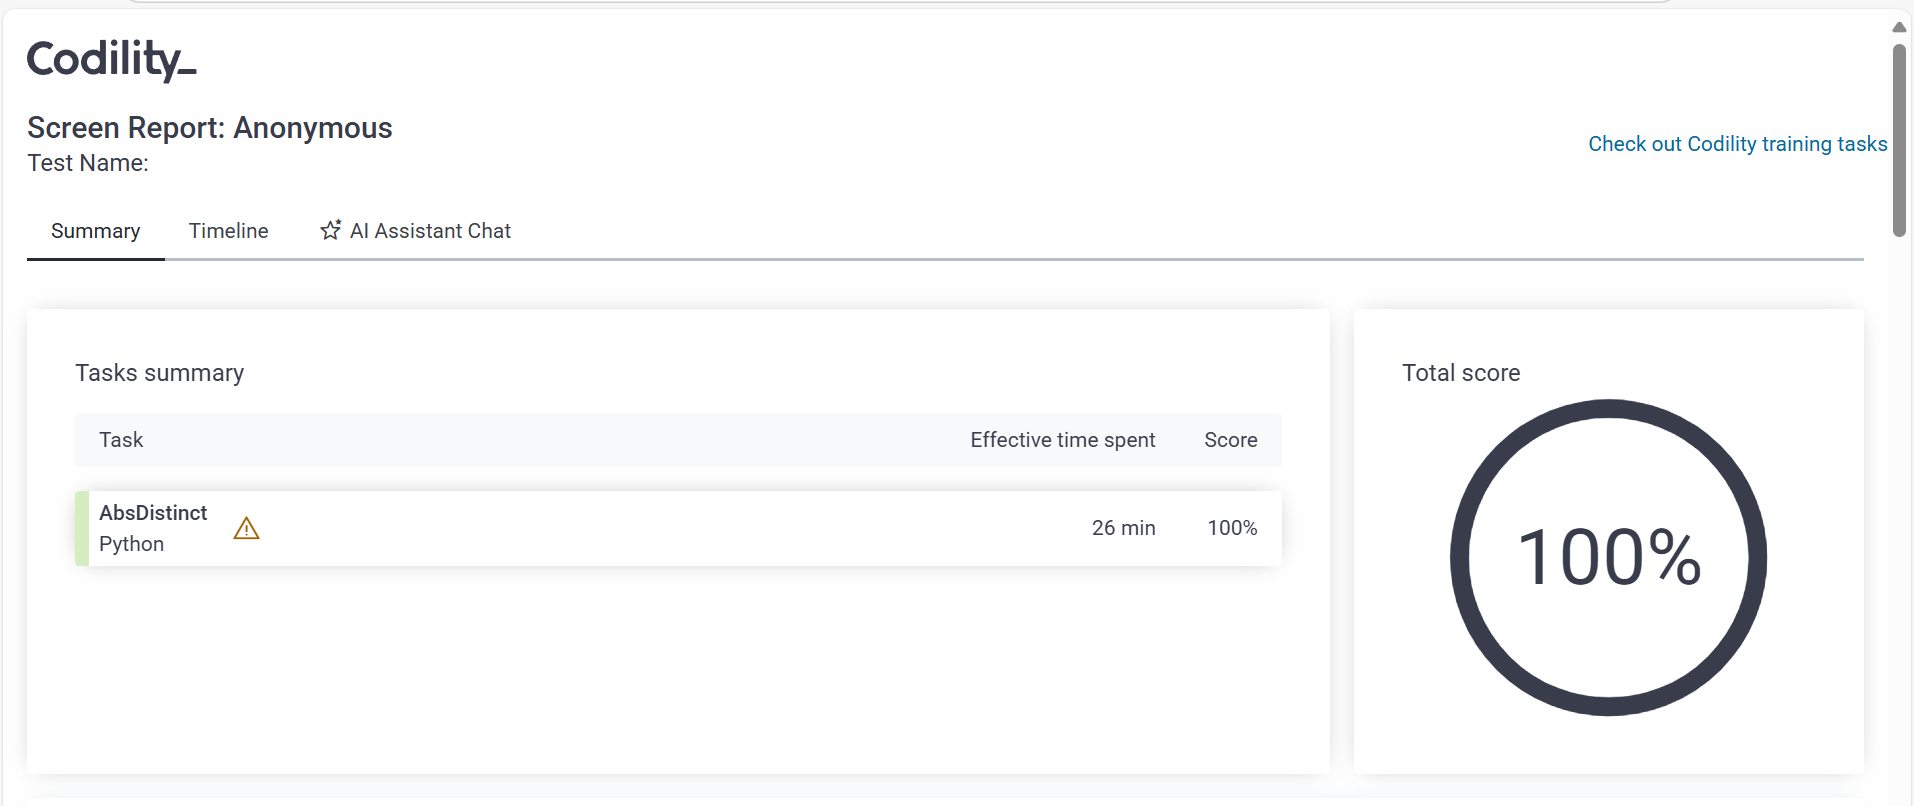 Codility_
Screen Report: Anonymous
Test Name:
Check out Codility training tasks
Summary
Timeline
AI Assistant Chat
Tasks summary
Task Effective time spent Score
AbsDistinct
Python
26 min 100%
Total score
100%